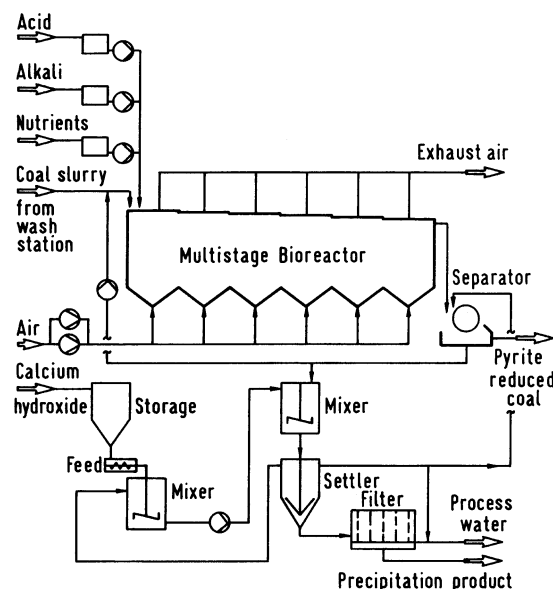 Acid
Alkali
Nutrients
Coal slurry
from
wash
station
Exhaust air
Multistage Bioreactor
Separator
Air
Pyrite
reduced
coal
Calcium
hydroxide
Storage
Mixer
Feed
Mixer
Settler
Filter
Process
water
Precipitation product